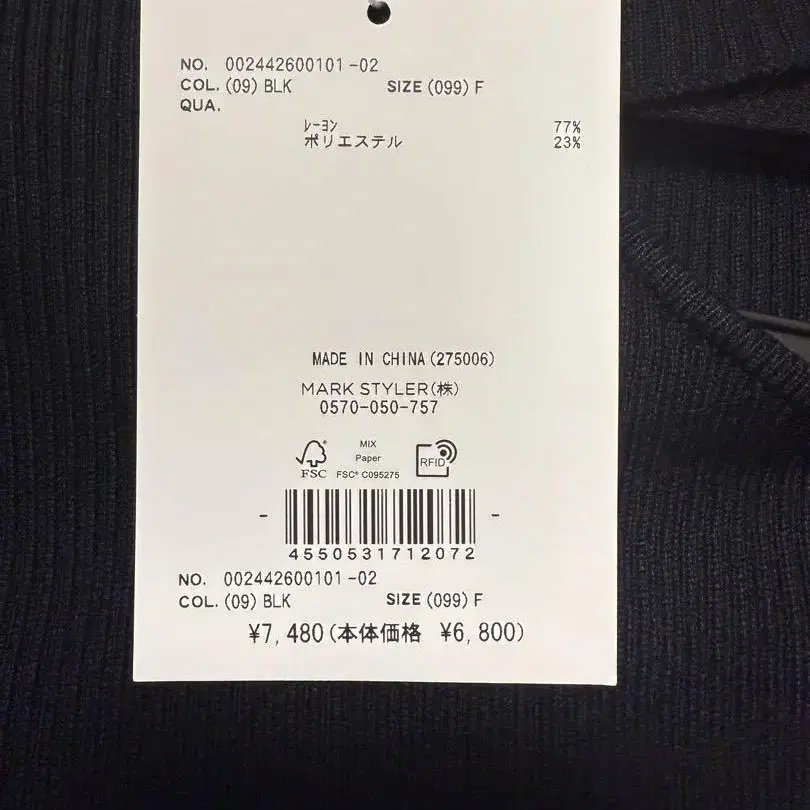 NO. 002442600101-02
COL. (09) BLK SIZE (099) F
QUA.
ﾚｰﾖﾝ 77%
ポリエステル 23%
MADE IN CHINA (275006)
MARK STYLER(株)
0570-050-757
FSC
MIX
Paper
FSC® C095275
RFID
- -
4550531712072
NO. 002442600101-02
COL. (09) BLK SIZE (099) F
¥7,480(本体価格 ¥6,800)